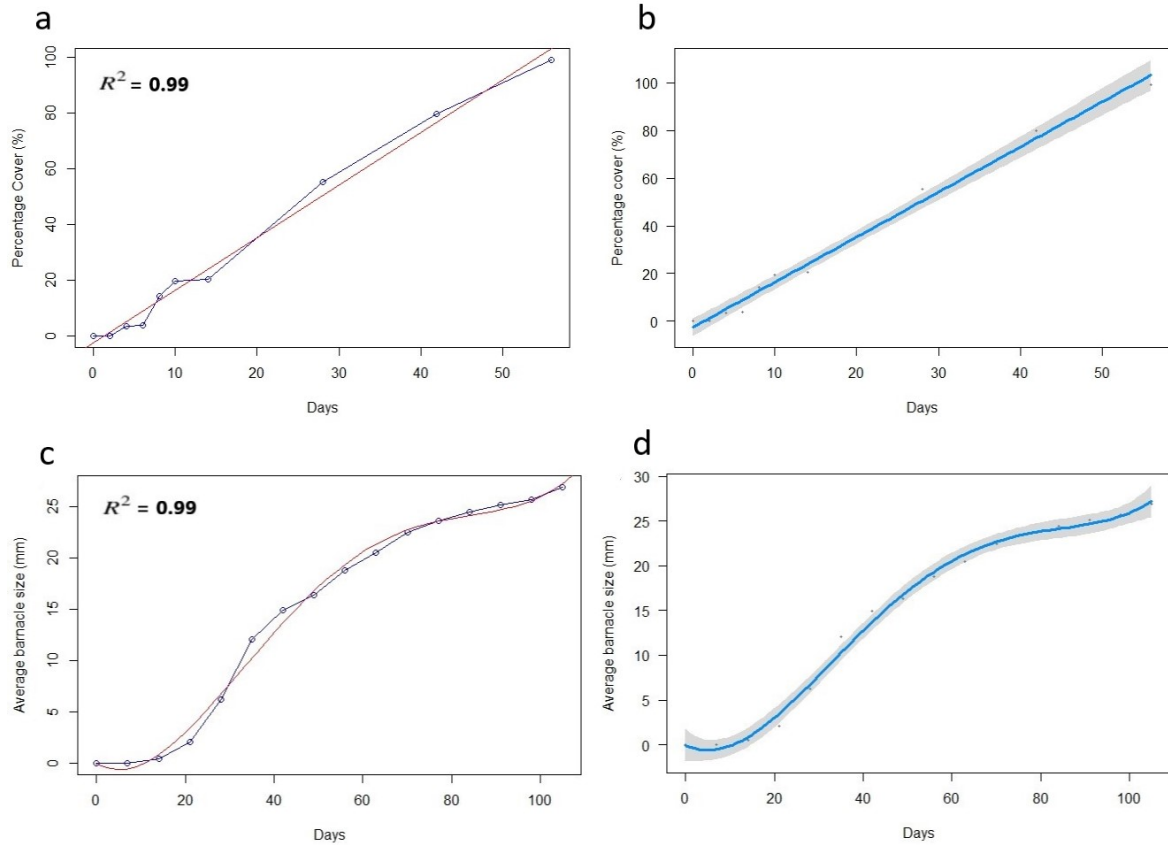 a
R² = 0.99
Percentage Cover (%)
0 20 40 60 80 100
0 10 20 30 40 50
Days
b
Percentage cover (%)
0 20 40 60 80 100
0 10 20 30 40 50
Days
c
R² = 0.99
Average barnacle size (mm)
0 5 10 15 20 25
0 20 40 60 80 100
Days
d
Average barnacle size (mm)
0 5 10 15 20 25 30
0 20 40 60 80 100
Days